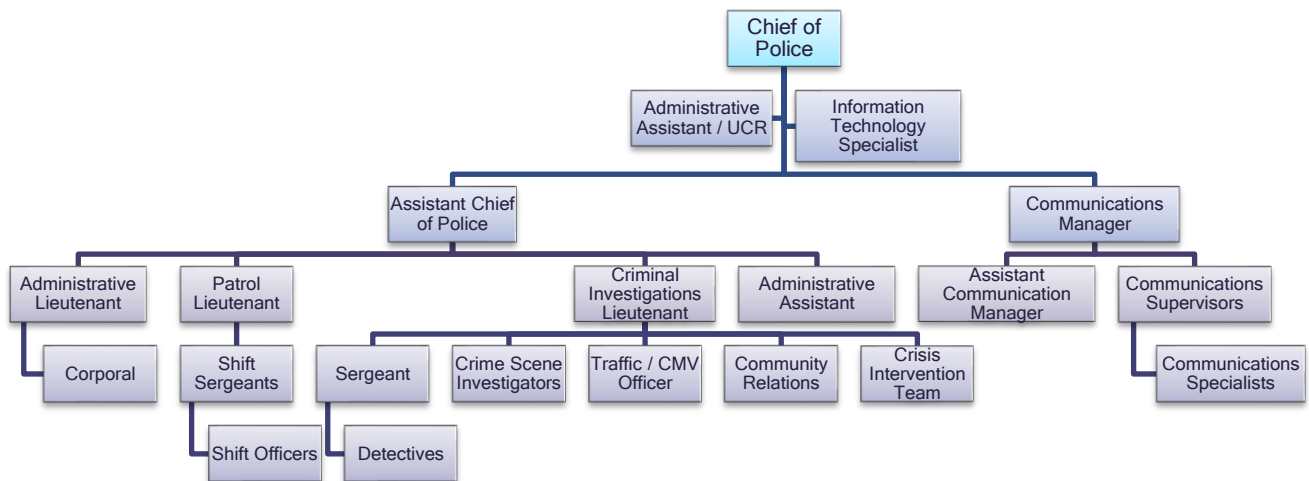 Chief of
Police
Administrative
Assistant / UCR
Information
Technology
Specialist
Assistant Chief
of Police
Communications
Manager
Administrative
Lieutenant
Patrol
Lieutenant
Criminal
Investigations
Lieutenant
Administrative
Assistant
Assistant
Communication
Manager
Communications
Supervisors
Corporal
Shift
Sergeants
Sergeant
Crime Scene
Investigators
Traffic / CMV
Officer
Community
Relations
Crisis
Intervention
Team
Communications
Specialists
Shift Officers
Detectives